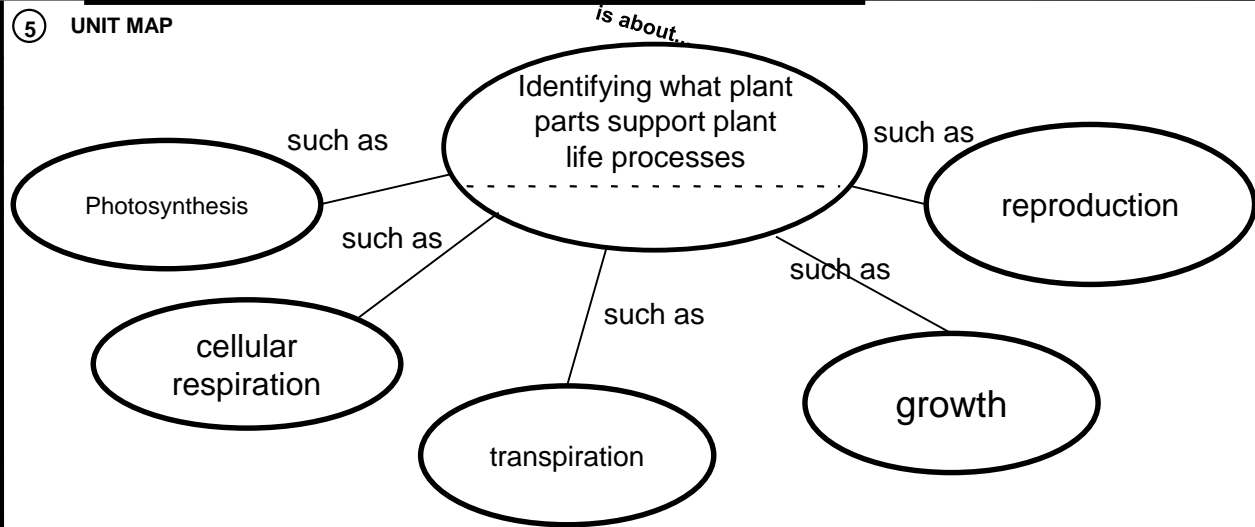 5 UNIT MAP
is about...
Identifying what plant
parts support plant
life processes
such as
Photosynthesis
such as
cellular
respiration
such as
transpiration
such as
growth
such as
reproduction